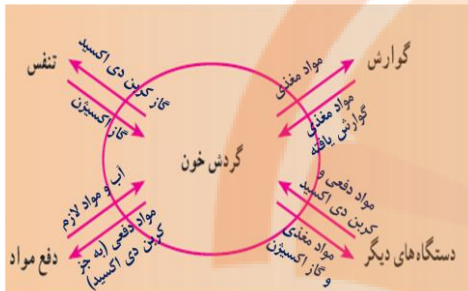 گوارش
تنفس
مواد مغذی
مواد مغذی
گوارش یافته
گاز کربن دی اکسید
گاز اکسیژن
گردش خون
مواد دفعی و
کربن دی اکسید
مواد مغذی
و گاز اکسیژن
آب و مواد لازم
مواد دفعی (به جز
کربن دی اکسید)
دستگاه‌های دیگر
دفع مواد